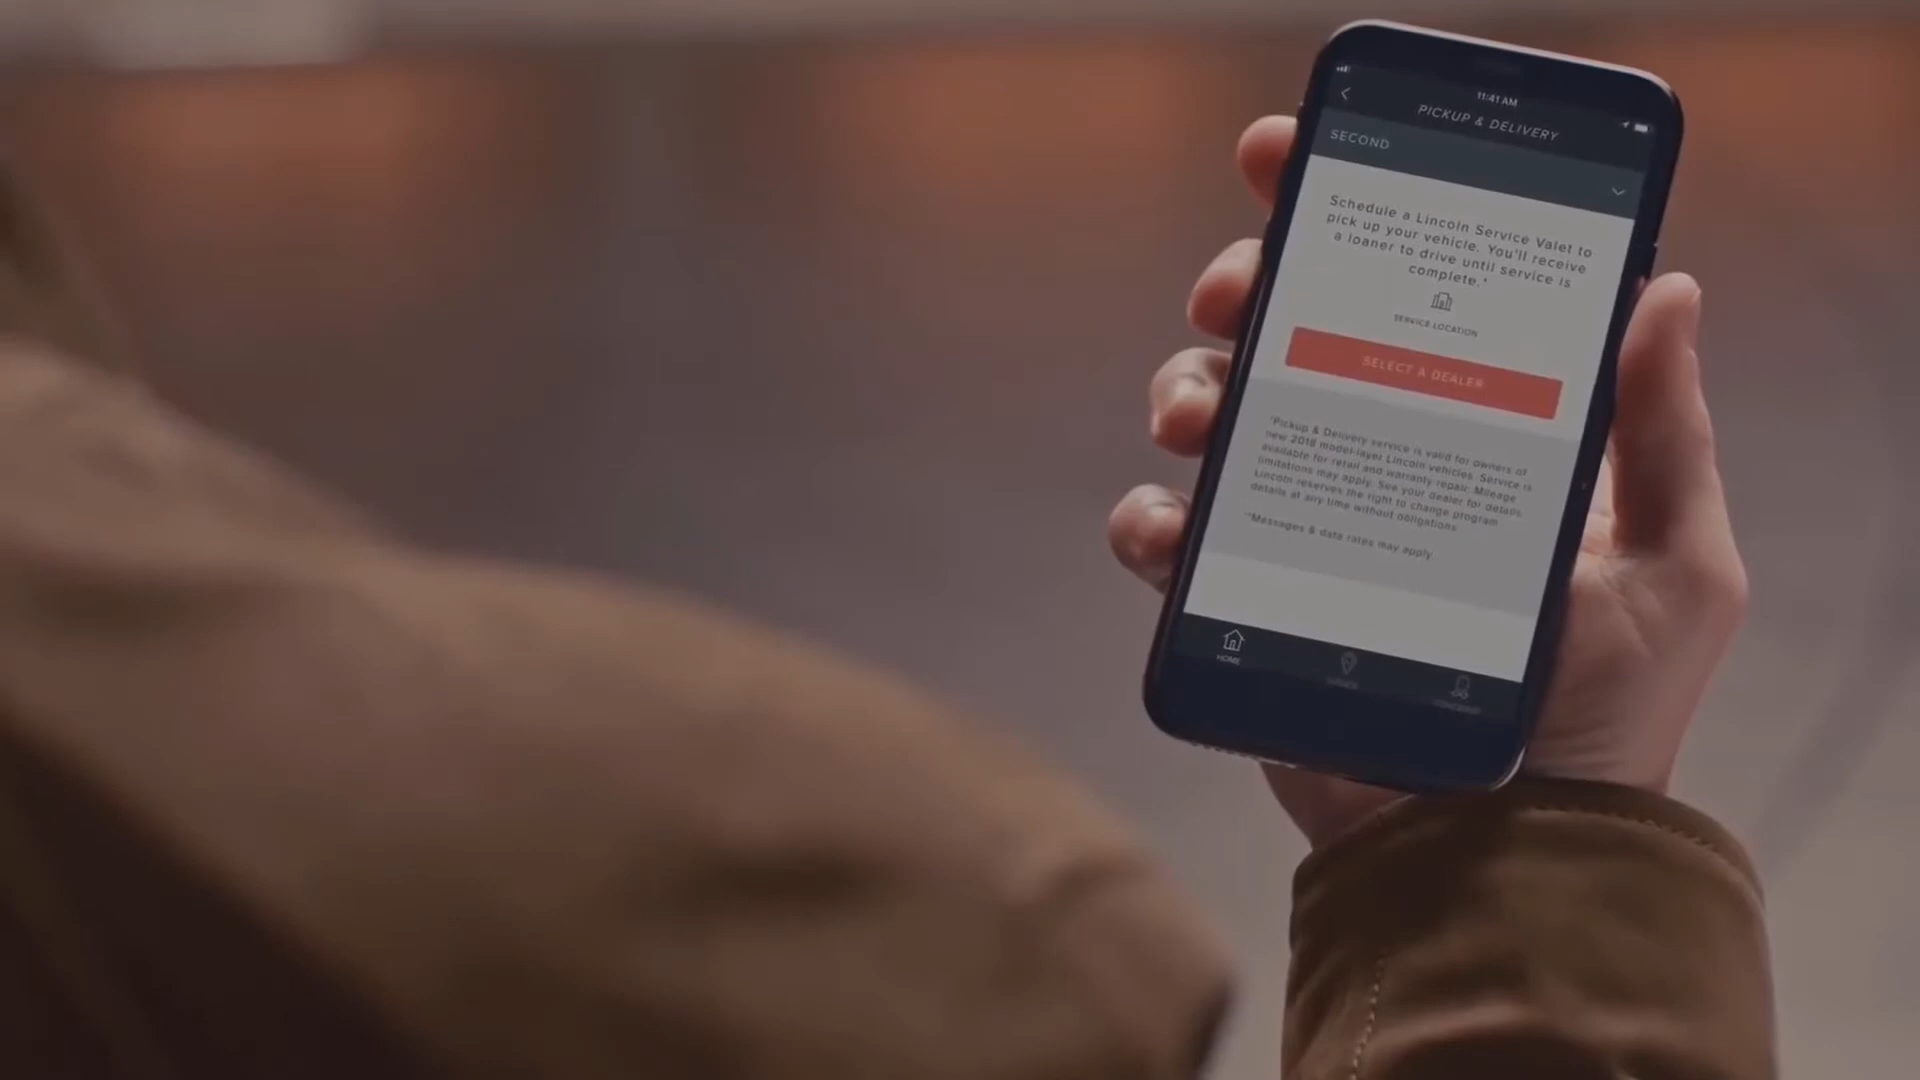 11:41 AM
PICKUP & DELIVERY
SECOND
Schedule a Lincoln Service Valet to
pick up your vehicle. You'll receive
a loaner to drive until service is
complete.*
SERVICE LOCATION
SELECT A DEALER
*Pickup & Delivery service is valid for owners of
new 2018 model-layer Lincoln vehicles. Service is
available for retail and warranty repair. Mileage
limitations may apply. See your dealer for details.
Lincoln reserves the right to change program
details at any time without obligations.
**Messages & data rates may apply.
HOME